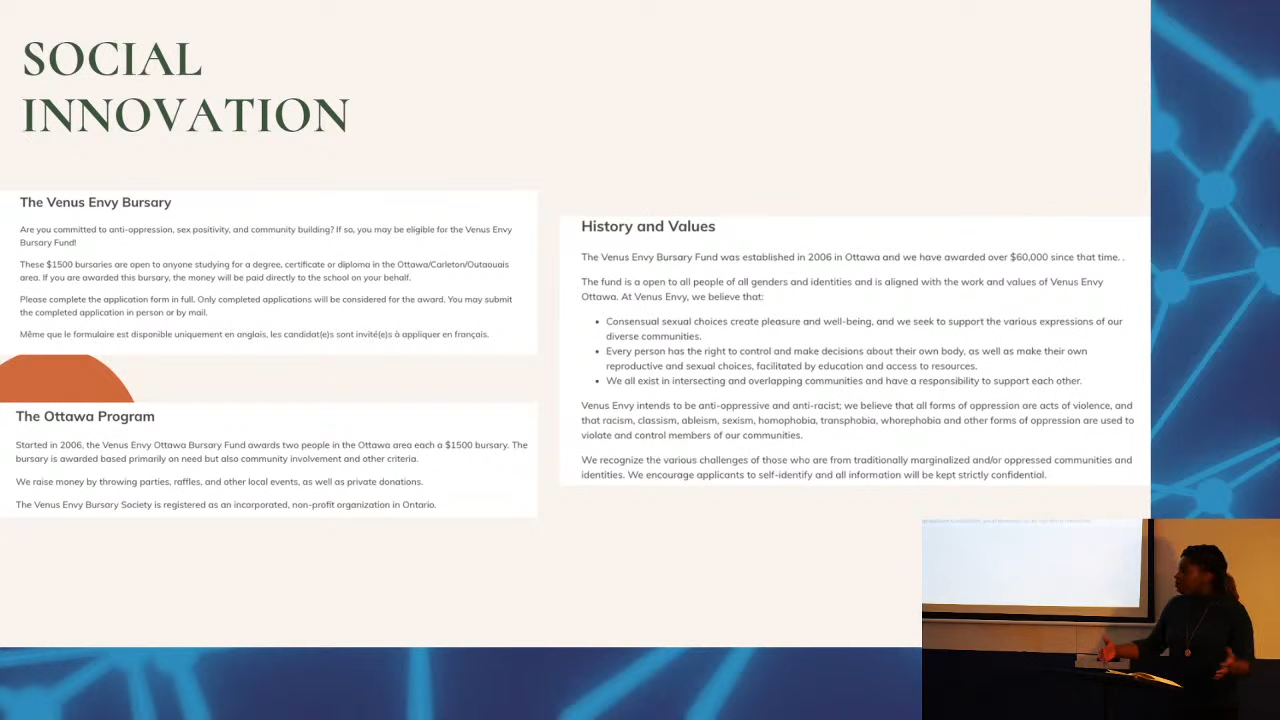 SOCIAL
INNOVATION
The Venus Envy Bursary
Are you committed to anti-oppression, sex positivity, and community building? If so, you may be eligible for the Venus Envy
Bursary Fund!
These $1500 bursaries are open to anyone studying for a degree, certificate or diploma in the Ottawa/Carleton/Outaouais
area. If you are awarded this bursary, the money will be paid directly to the school on your behalf.
Please complete the application form in full. Only completed applications will be considered for the award. You may submit
the completed application in person or by mail.
Même que le formulaire est disponible uniquement en anglais, les candidat(e)s sont invité(e)s à appliquer en français.
The Ottawa Program
Started in 2006, the Venus Envy Ottawa Bursary Fund awards two people in the Ottawa area each a $1500 bursary. The
bursary is awarded based primarily on need but also community involvement and other criteria.
We raise money by throwing parties, raffles, and other local events, as well as private donations.
The Venus Envy Bursary Society is registered as an incorporated, non-profit organization in Ontario.
History and Values
The Venus Envy Bursary Fund was established in 2006 in Ottawa and we have awarded over $60,000 since that time. .
The fund is a open to all people of all genders and identities and is aligned with the work and values of Venus Envy
Ottawa. At Venus Envy, we believe that:
• Consensual sexual choices create pleasure and well-being, and we seek to support the various expressions of our
diverse communities.
• Every person has the right to control and make decisions about their own body, as well as make their own
reproductive and sexual choices, facilitated by education and access to resources.
• We all exist in intersecting and overlapping communities and have a responsibility to support each other.
Venus Envy intends to be anti-oppressive and anti-racist; we believe that all forms of oppression are acts of violence, and
that racism, classism, ableism, sexism, homophobia, transphobia, whorephobia and other forms of oppression are used to
violate and control members of our communities.
We recognize the various challenges of those who are from traditionally marginalized and/or oppressed communities and
identities. We encourage applicants to self-identify and all information will be kept strictly confidential.